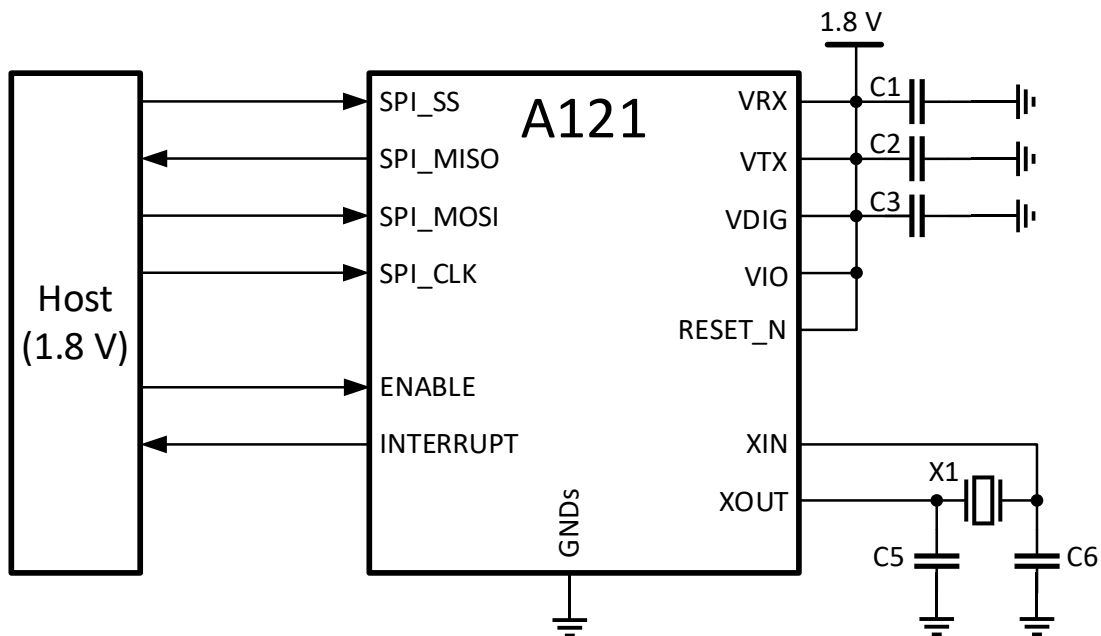 1.8 V
Host
(1.8 V)
A121
SPI_SS
SPI_MISO
SPI_MOSI
SPI_CLK
ENABLE
INTERRUPT
GNDs
VRX
VTX
VDIG
VIO
RESET_N
XIN
XOUT
C1
C2
C3
X1
C5
C6